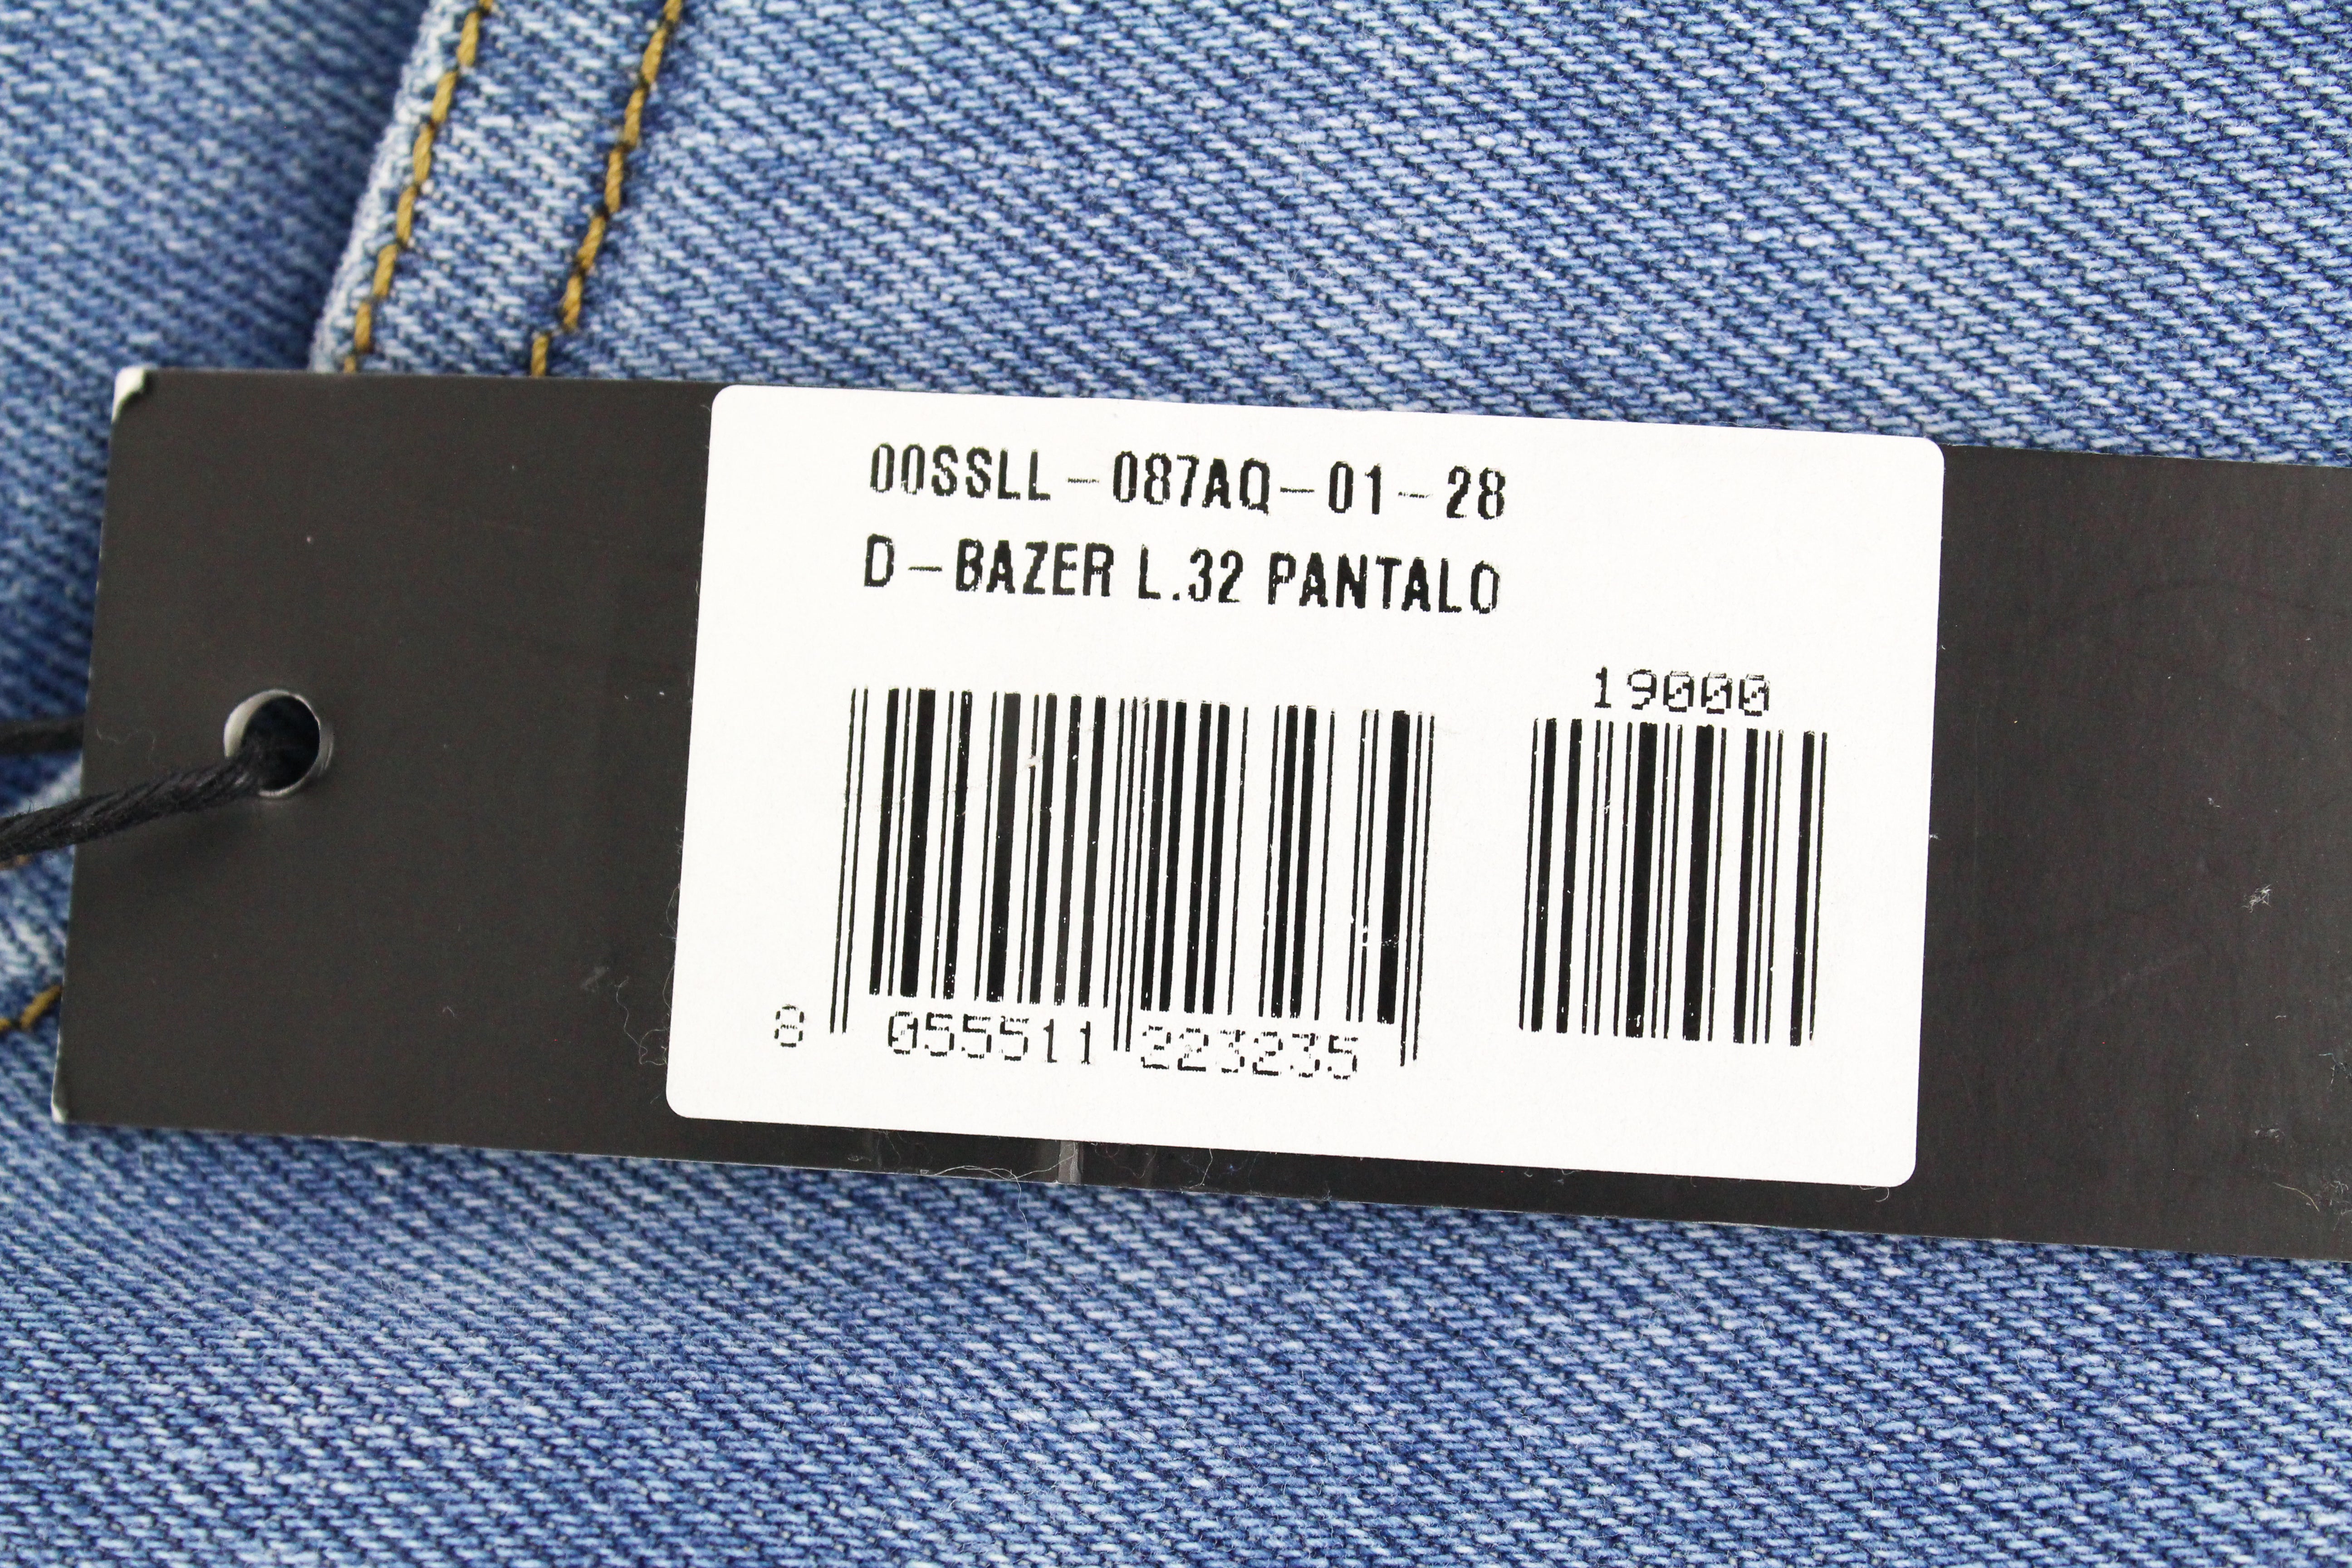 00SSLL-087AQ-01-28
D-BAZER L.32 PANTALO
19000
8 055511 223235